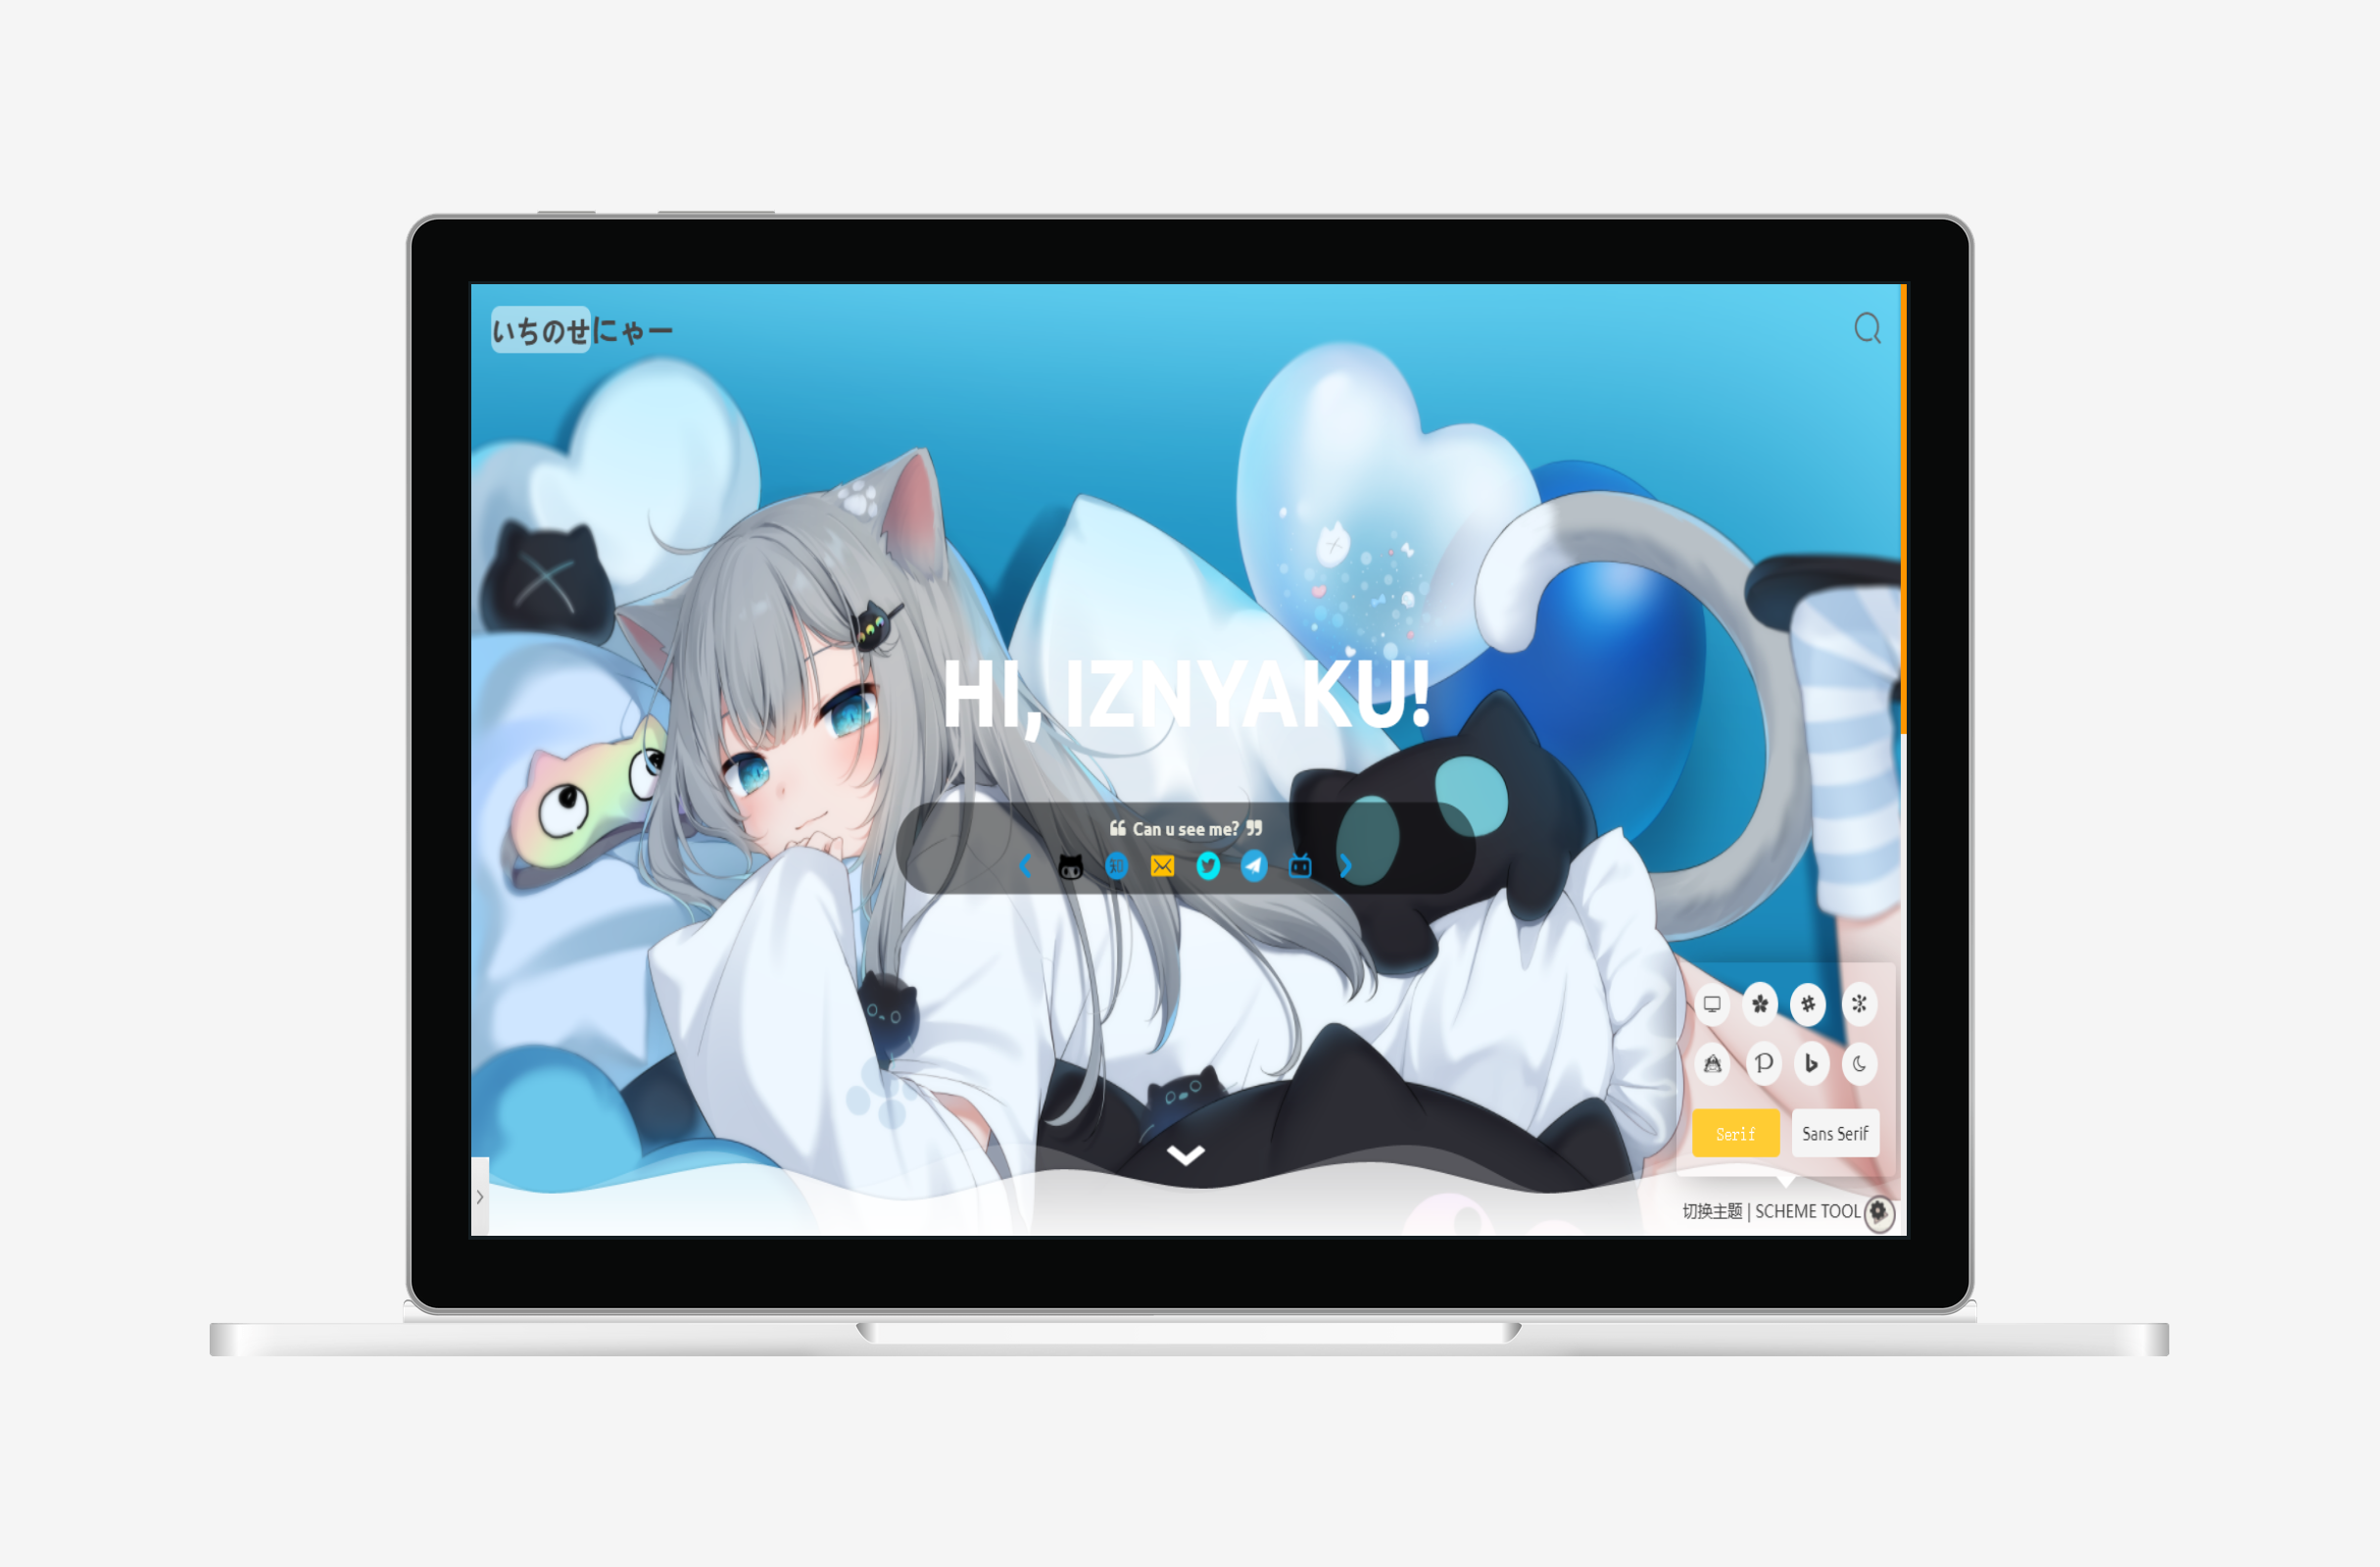 いちのせにゃー
HI, IZNYAKU!
❝ Can u see me? ❞
知
Serif
Sans Serif
切换主题 | SCHEME TOOL